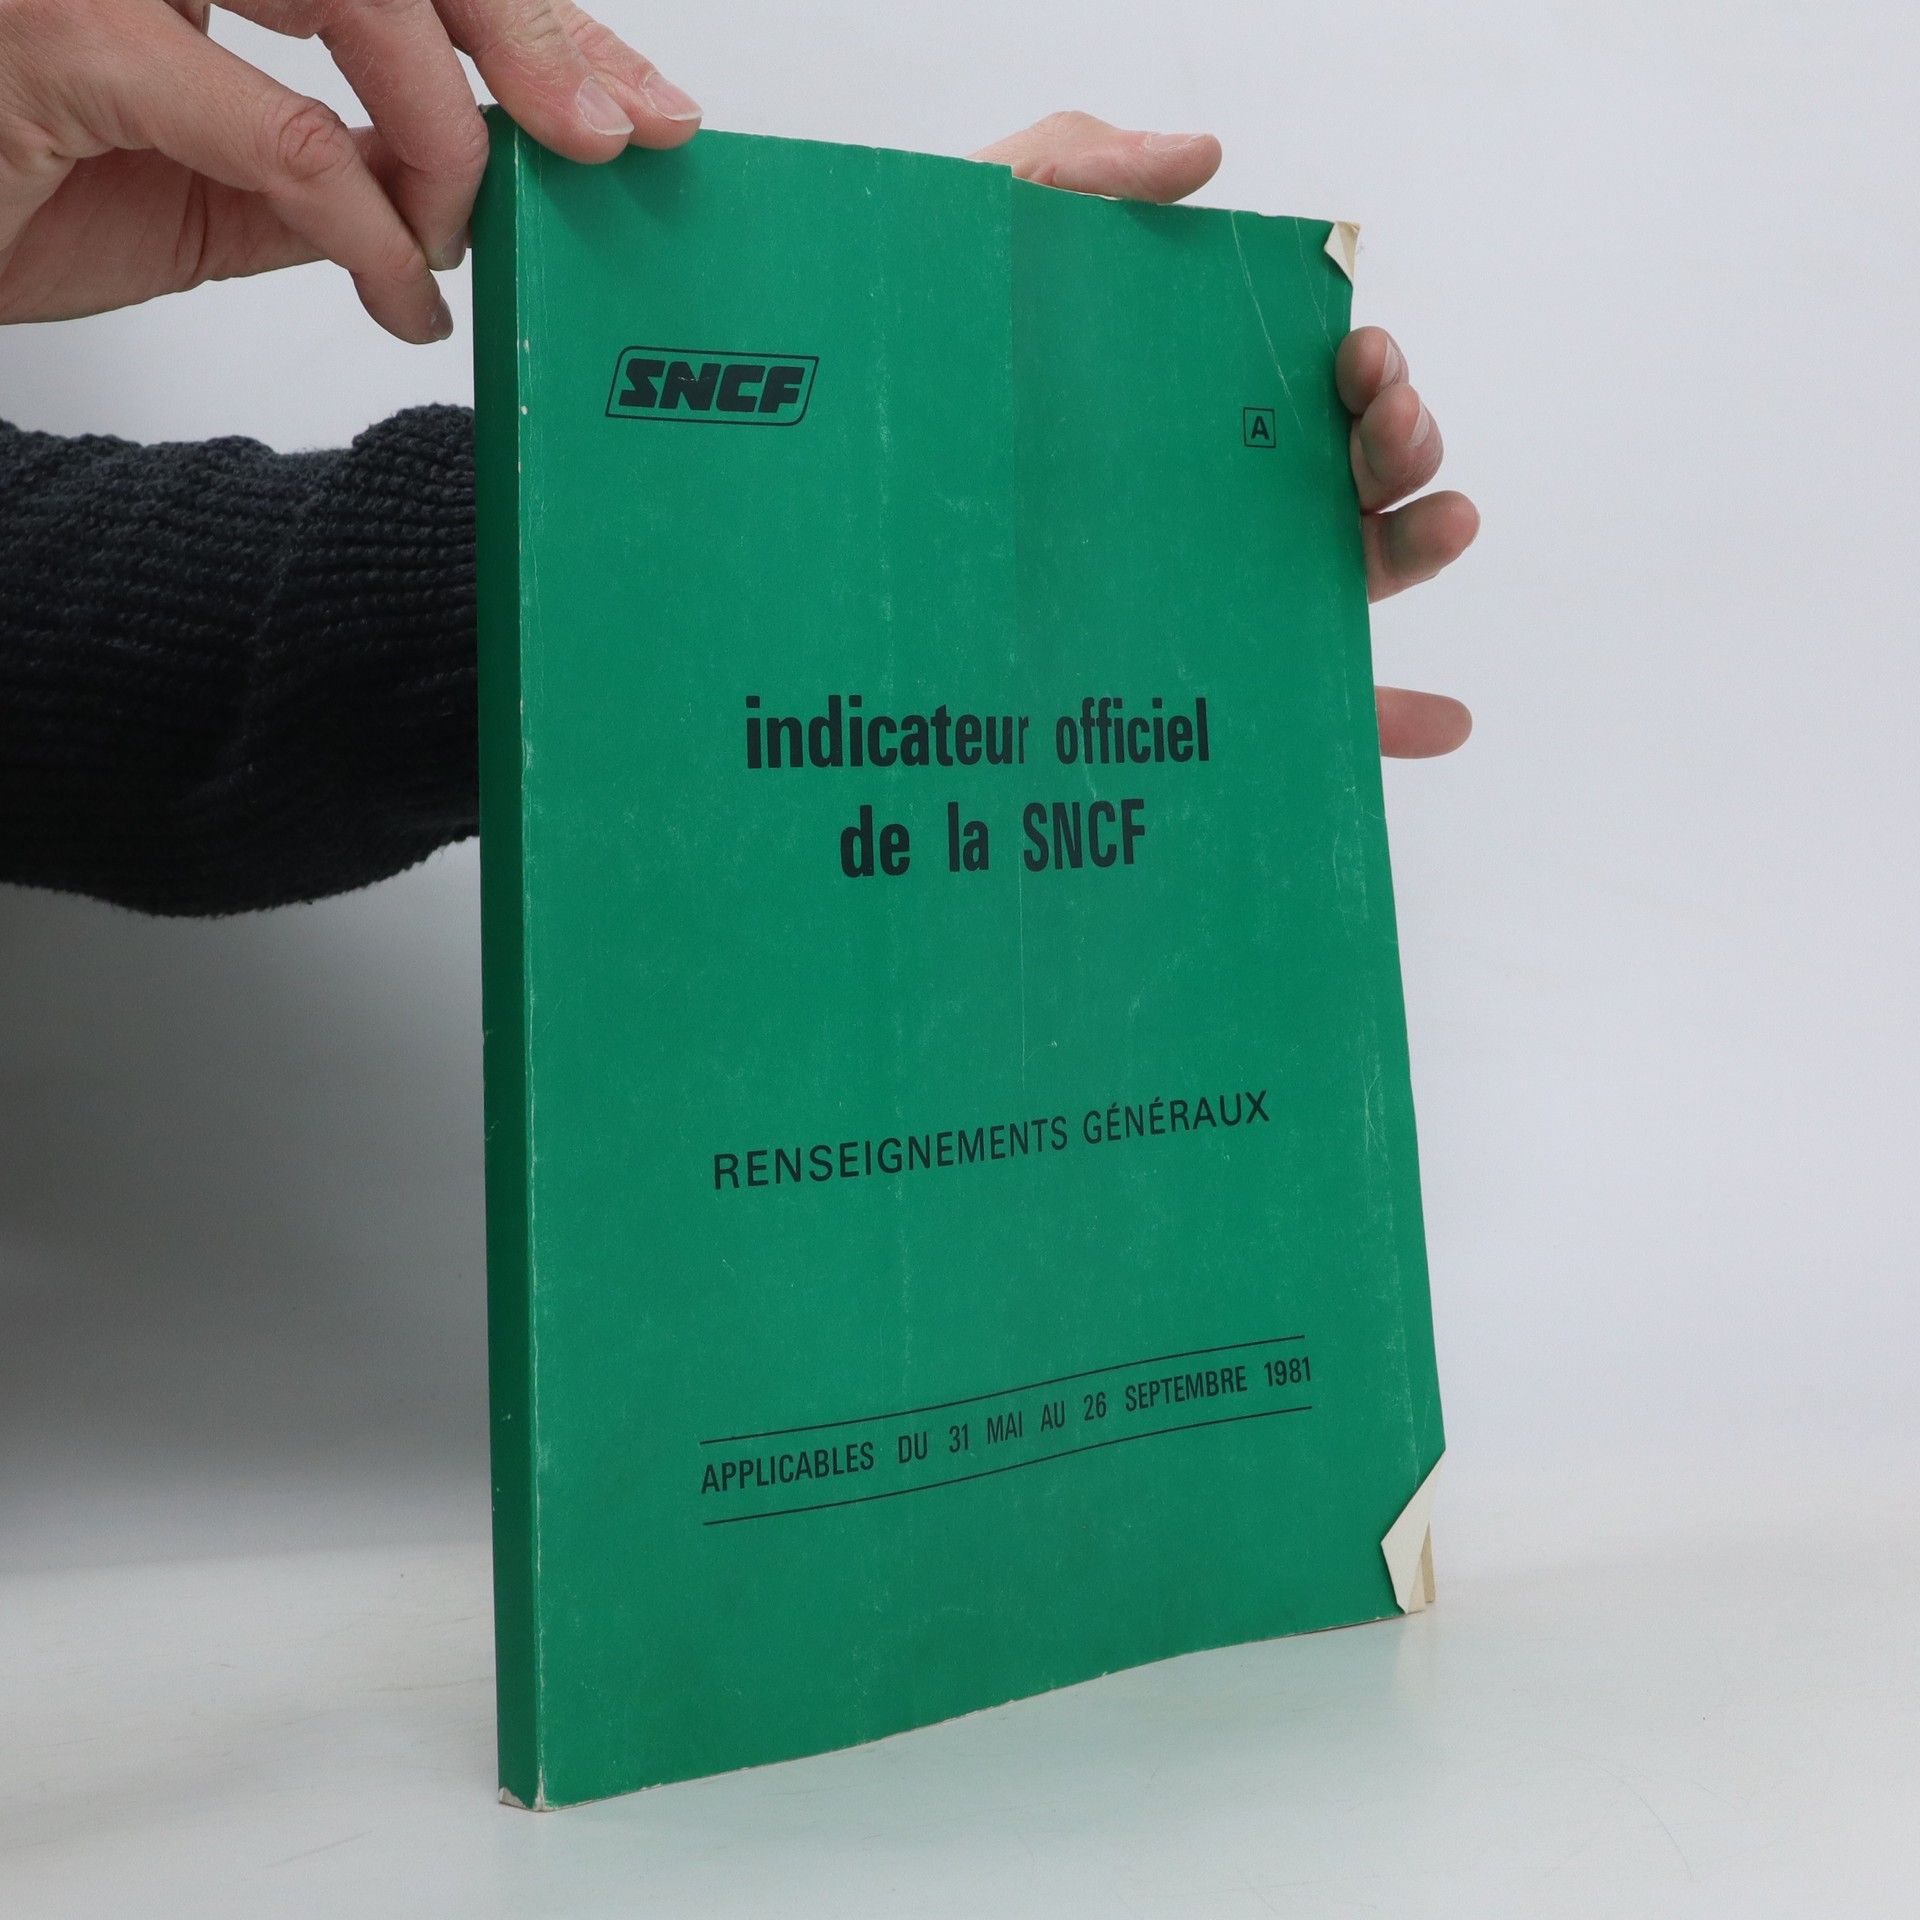 SNCF
A
indicateur officiel
de la SNCF
RENSEIGNEMENTS GÉNÉRAUX
APPLICABLES DU 31 MAI AU 26 SEPTEMBRE 1981